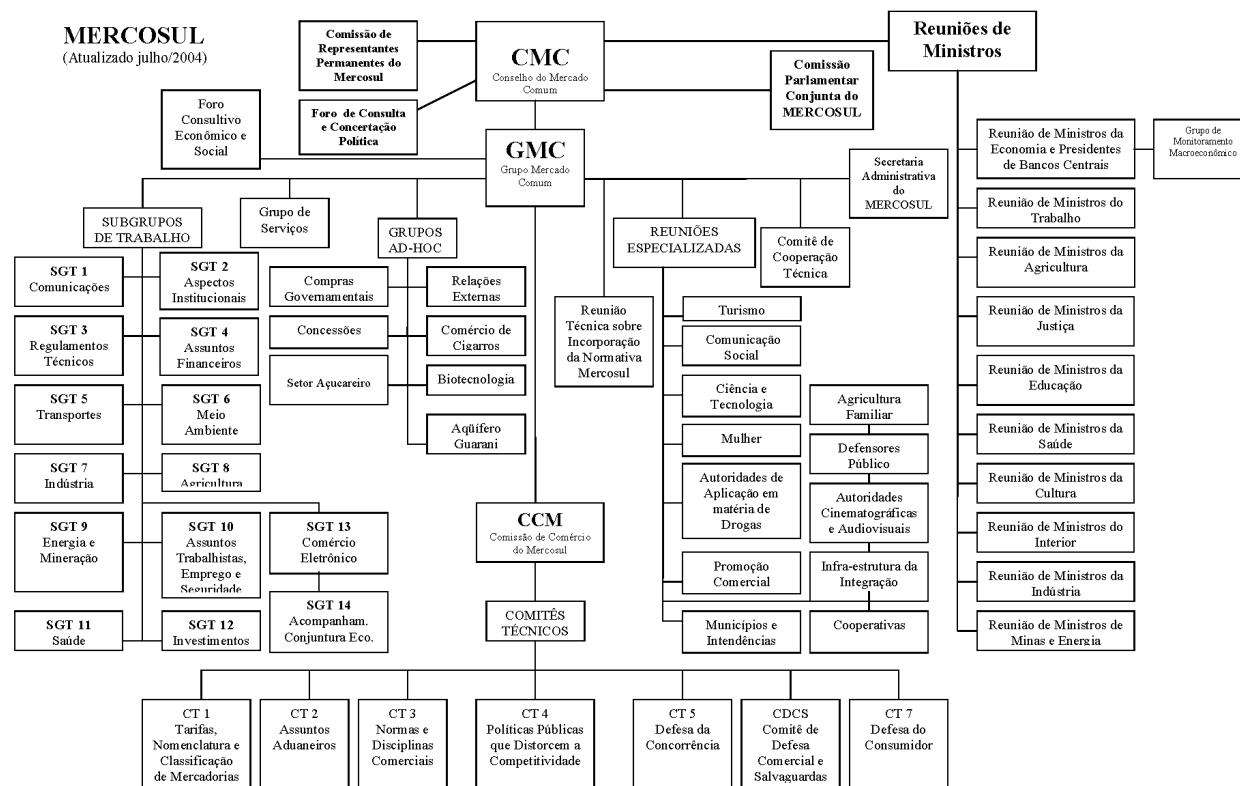 MERCOSUL
(Atualizado julho/2004)
Comissão de
Representantes
Permanentes do
Mercosul
CMC
Conselho do Mercado
Comum
Reuniões de
Ministros
Comissão
Parlamentar
Conjunta do
MERCOSUL
Foro
Consultivo
Econômico e
Social
Foro de Consulta
e Concertação
Política
GMC
Grupo Mercado
Comum
Secretaria
Administrativa
do
MERCOSUL
Reunião de Ministros da
Economia e Presidentes
de Bancos Centrais
Grupo de
Monitoramento
Macroeconômico
SUBGRUPOS
DE TRABALHO
Grupo de
Serviços
GRUPOS
AD-HOC
REUNIÕES
ESPECIALIZADAS
Comitê de
Cooperação
Técnica
Reunião de Ministros
do Trabalho
SGT 1
Comunicações
SGT 2
Aspectos
Institucionais
SGT 3
Regulamentos
Técnicos
SGT 4
Assuntos
Financeiros
SGT 5
Transportes
SGT 6
Meio
Ambiente
SGT 7
Indústria
SGT 8
Agricultura
SGT 9
Energia e
Mineração
SGT 10
Assuntos
Trabalhistas,
Emprego e
Seguridade
SGT 13
Comércio
Eletrônico
SGT 14
Acompanham.
Conjuntura Eco.
SGT 11
Saúde
SGT 12
Investimentos
Compras
Governamentais
Relações
Externas
Concessões
Comércio de
Cigarros
Setor Açucareiro
Biotecnologia
Aqüífero
Guarani
Reunião
Técnica sobre
Incorporação
da Normativa
Mercosul
Turismo
Comunicação
Social
Ciência e
Tecnologia
Mulher
Autoridades de
Aplicação em
matéria de
Drogas
Promoção
Comercial
Municípios e
Intendências
Agricultura
Familiar
Defensores
Público
Autoridades
Cinematográficas
e Audiovisuais
Infra-estrutura da
Integração
Cooperativas
Reunião de Ministros da
Agricultura
Reunião de Ministros da
Justiça
Reunião de Ministros da
Educação
Reunião de Ministros da
Saúde
Reunião de Ministros da
Cultura
Reunião de Ministros do
Interior
Reunião de Ministros da
Indústria
Reunião de Ministros de
Minas e Energia
CCM
Comissão de Comércio
do Mercosul
COMITÊS
TÉCNICOS
CT 1
Tarifas,
Nomenclatura e
Classificação
de Mercadorias
CT 2
Assuntos
Aduaneiros
CT 3
Normas e
Disciplinas
Comerciais
CT 4
Políticas Públicas
que Distorcem a
Competitividade
CT 5
Defesa da
Concorrência
CDCS
Comitê de
Defesa
Comercial e
Salvaguardas
CT 7
Defesa do
Consumidor